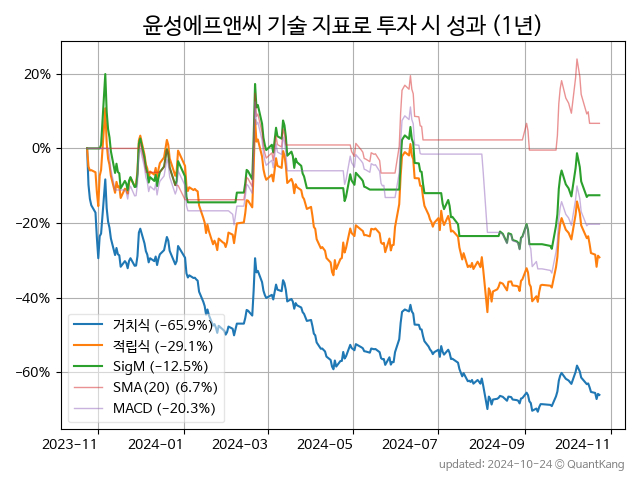 윤성에프앤씨 기술 지표로 투자 시 성과 (1년)
20%
0%
−20%
−40%
−60%
거치식 (−65.9%)
적립식 (−29.1%)
SigM (−12.5%)
SMA(20) (6.7%)
MACD (−20.3%)
2023-11 2024-01 2024-03 2024-05 2024-07 2024-09 2024-11
updated: 2024-10-24 © QuantKang